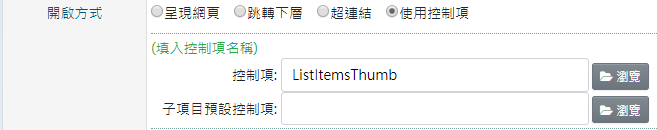 開啟方式 呈現網頁 跳轉下層 超連結 使用控制項
(填入控制項名稱)
控制項: ListItemsThumb 瀏覽
子項目預設控制項: 瀏覽